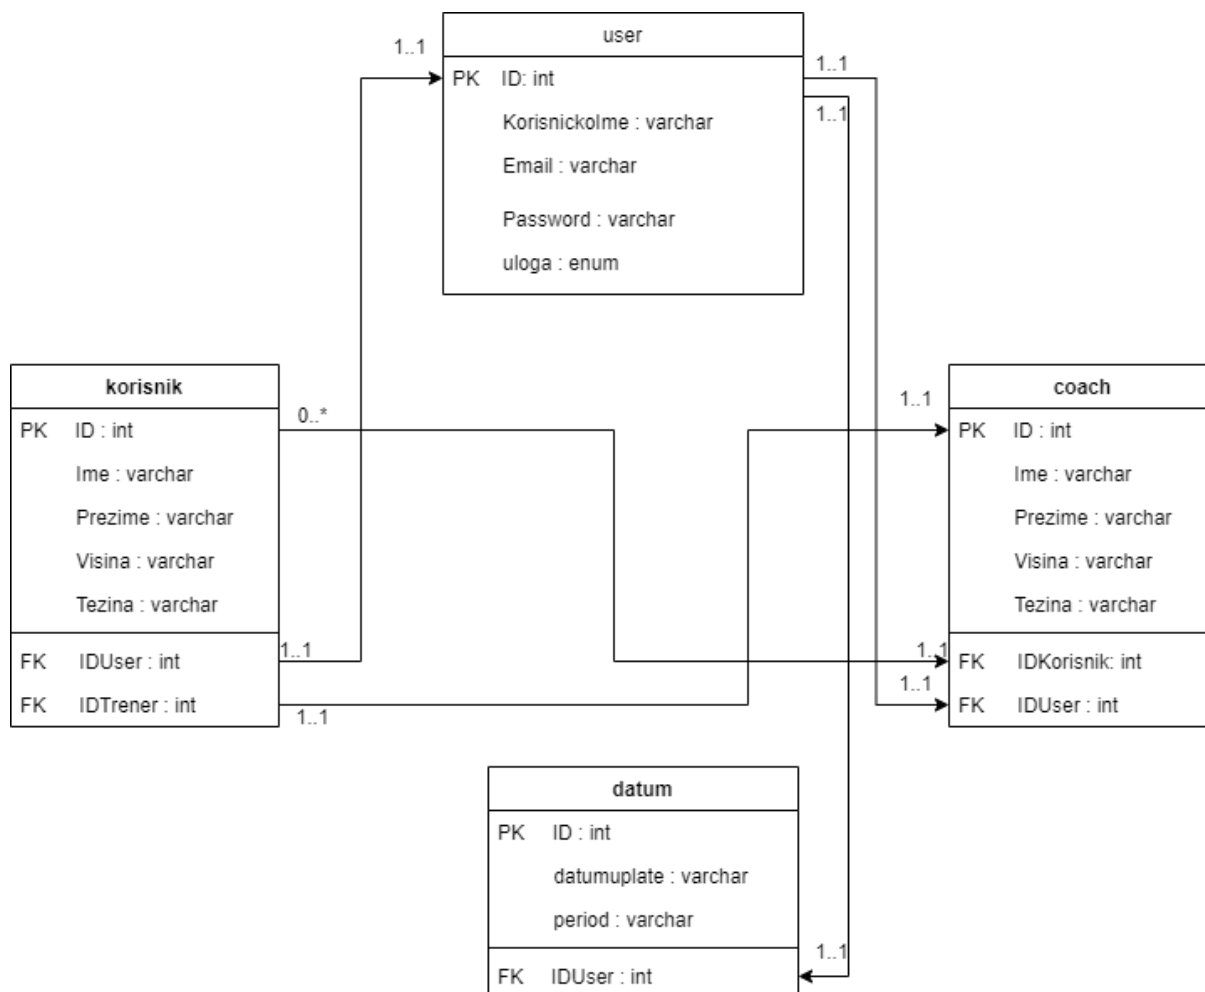 user
PK ID: int
KorisnickoIme : varchar
Email : varchar
Password : varchar
uloga : enum
1..1
1..1
1..1
korisnik
PK ID : int
Ime : varchar
Prezime : varchar
Visina : varchar
Tezina : varchar
FK IDUser : int
FK IDTrener : int
0..*
1..1
1..1
coach
PK ID : int
Ime : varchar
Prezime : varchar
Visina : varchar
Tezina : varchar
FK IDKorisnik: int
FK IDUser : int
1..1
1..1
1..1
datum
PK ID : int
datumuplate : varchar
period : varchar
FK IDUser : int
1..1